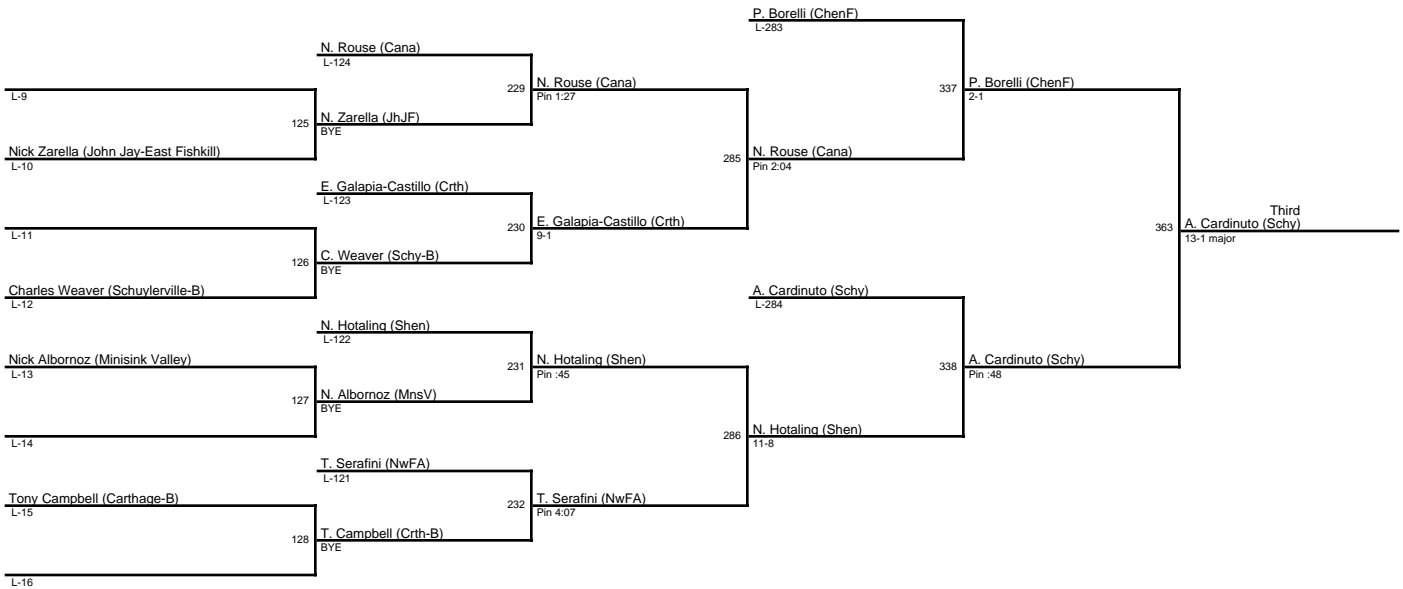 P. Borelli (ChenF)
L-283
N. Rouse (Cana)
L-124
229
N. Rouse (Cana)
Pin 1:27
337
P. Borelli (ChenF)
2-1
L-9
125
N. Zarella (JhJF)
BYE
Nick Zarella (John Jay-East Fishkill)
L-10
285
N. Rouse (Cana)
Pin 2:04
E. Galapia-Castillo (Crth)
L-123
L-11
230
E. Galapia-Castillo (Crth)
9-1
126
C. Weaver (Schy-B)
BYE
Charles Weaver (Schuylerville-B)
L-12
Third
363
A. Cardinuto (Schy)
13-1 major
A. Cardinuto (Schy)
L-284
N. Hotaling (Shen)
L-122
Nick Albornoz (Minisink Valley)
L-13
231
N. Hotaling (Shen)
Pin :45
338
A. Cardinuto (Schy)
Pin :48
127
N. Albornoz (MnsV)
BYE
L-14
286
N. Hotaling (Shen)
11-8
T. Serafini (NwFA)
L-121
Tony Campbell (Carthage-B)
L-15
232
T. Serafini (NwFA)
Pin 4:07
128
T. Campbell (Crth-B)
BYE
L-16